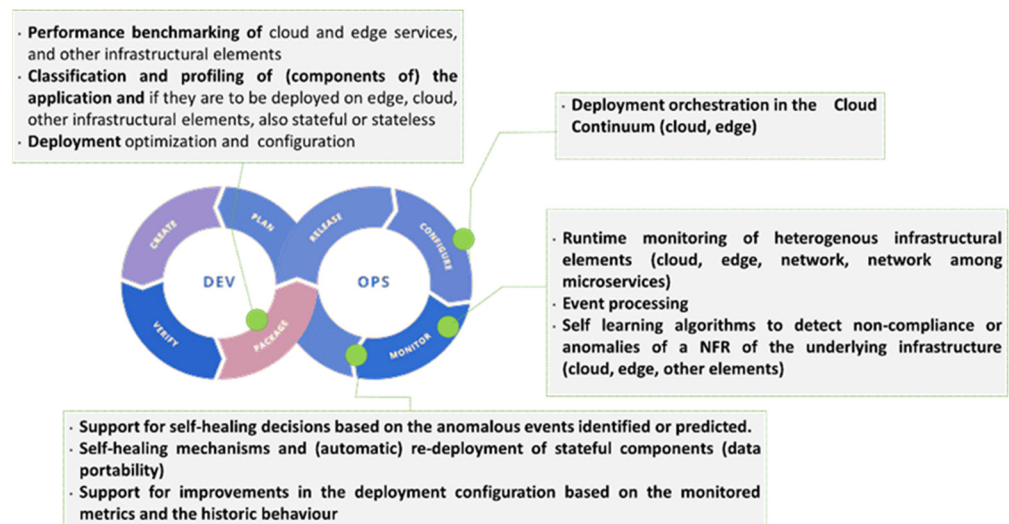 · Performance benchmarking of cloud and edge services,
and other infrastructural elements
· Classification and profiling of (components of) the
application and if they are to be deployed on edge, cloud,
other infrastructural elements, also stateful or stateless
· Deployment optimization and configuration
· Deployment orchestration in the Cloud
Continuum (cloud, edge)
CREATE
PLAN
RELEASE
CONFIGURE
DEV
OPS
VERIFY
PACKAGE
MONITOR
· Runtime monitoring of heterogenous infrastructural
elements (cloud, edge, network, network among
microservices)
· Event processing
· Self learning algorithms to detect non-compliance or
anomalies of a NFR of the underlying infrastructure
(cloud, edge, other elements)
· Support for self-healing decisions based on the anomalous events identified or predicted.
· Self-healing mechanisms and (automatic) re-deployment of stateful components (data
portability)
· Support for improvements in the deployment configuration based on the monitored
metrics and the historic behaviour